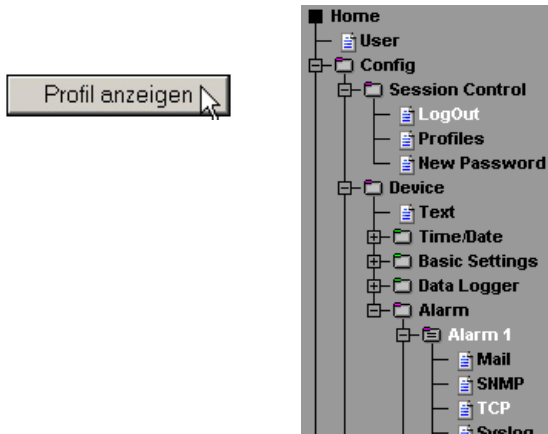 Home
User
Config
Profil anzeigen
Session Control
LogOut
Profiles
New Password
Device
Text
Time/Date
Basic Settings
Data Logger
Alarm
Alarm 1
Mail
SNMP
TCP
Syslog